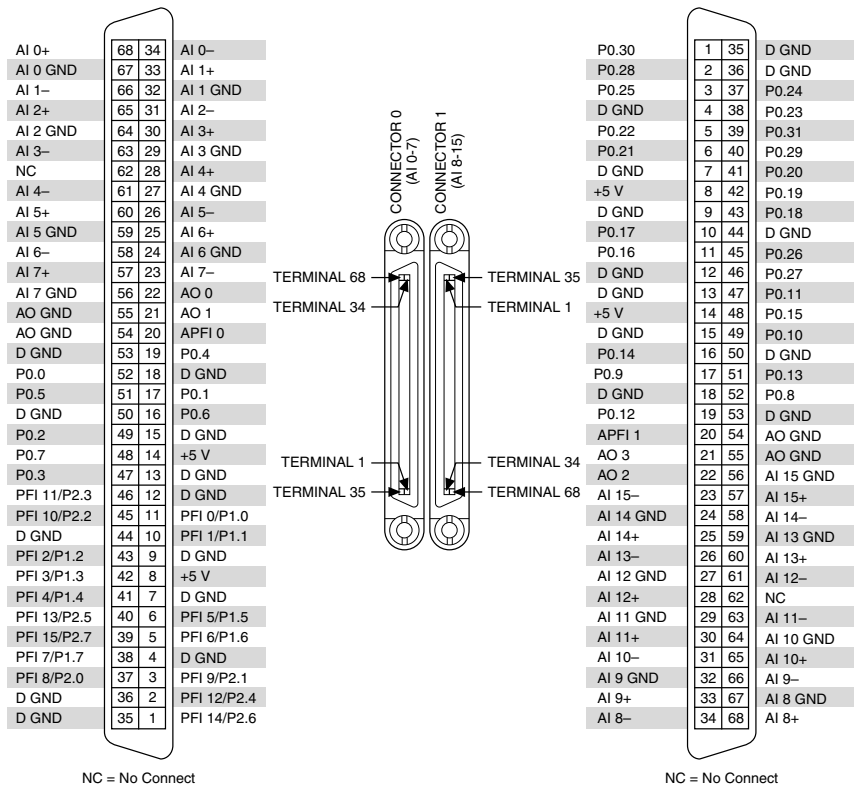 AI 0+ 68 34 AI 0–
AI 0 GND 67 33 AI 1+
AI 1– 66 32 AI 1 GND
AI 2+ 65 31 AI 2–
AI 2 GND 64 30 AI 3+
AI 3– 63 29 AI 3 GND
NC 62 28 AI 4+
AI 4– 61 27 AI 4 GND
AI 5+ 60 26 AI 5–
AI 5 GND 59 25 AI 6+
AI 6– 58 24 AI 6 GND
AI 7+ 57 23 AI 7–
AI 7 GND 56 22 AO 0
AO GND 55 21 AO 1
AO GND 54 20 APFI 0
D GND 53 19 P0.4
P0.0 52 18 D GND
P0.5 51 17 P0.1
D GND 50 16 P0.6
P0.2 49 15 D GND
P0.7 48 14 +5 V
P0.3 47 13 D GND
PFI 11/P2.3 46 12 D GND
PFI 10/P2.2 45 11 PFI 0/P1.0
D GND 44 10 PFI 1/P1.1
PFI 2/P1.2 43 9 D GND
PFI 3/P1.3 42 8 +5 V
PFI 4/P1.4 41 7 D GND
PFI 13/P2.5 40 6 PFI 5/P1.5
PFI 15/P2.7 39 5 PFI 6/P1.6
PFI 7/P1.7 38 4 D GND
PFI 8/P2.0 37 3 PFI 9/P2.1
D GND 36 2 PFI 12/P2.4
D GND 35 1 PFI 14/P2.6
NC = No Connect
CONNECTOR 0
(AI 0-7)
CONNECTOR 1
(AI 8-15)
TERMINAL 68
TERMINAL 35
TERMINAL 34
TERMINAL 1
TERMINAL 1
TERMINAL 34
TERMINAL 35
TERMINAL 68
P0.30 1 35 D GND
P0.28 2 36 D GND
P0.25 3 37 P0.24
D GND 4 38 P0.23
P0.22 5 39 P0.31
P0.21 6 40 P0.29
D GND 7 41 P0.20
+5 V 8 42 P0.19
D GND 9 43 P0.18
P0.17 10 44 D GND
P0.16 11 45 P0.26
D GND 12 46 P0.27
D GND 13 47 P0.11
+5 V 14 48 P0.15
D GND 15 49 P0.10
P0.14 16 50 D GND
P0.9 17 51 P0.13
D GND 18 52 P0.8
P0.12 19 53 D GND
APFI 1 20 54 AO GND
AO 3 21 55 AO GND
AO 2 22 56 AI 15 GND
AI 15– 23 57 AI 15+
AI 14 GND 24 58 AI 14–
AI 14+ 25 59 AI 13 GND
AI 13– 26 60 AI 13+
AI 12 GND 27 61 AI 12–
AI 12+ 28 62 NC
AI 11 GND 29 63 AI 11–
AI 11+ 30 64 AI 10 GND
AI 10– 31 65 AI 10+
AI 9 GND 32 66 AI 9–
AI 9+ 33 67 AI 8 GND
AI 8– 34 68 AI 8+
NC = No Connect